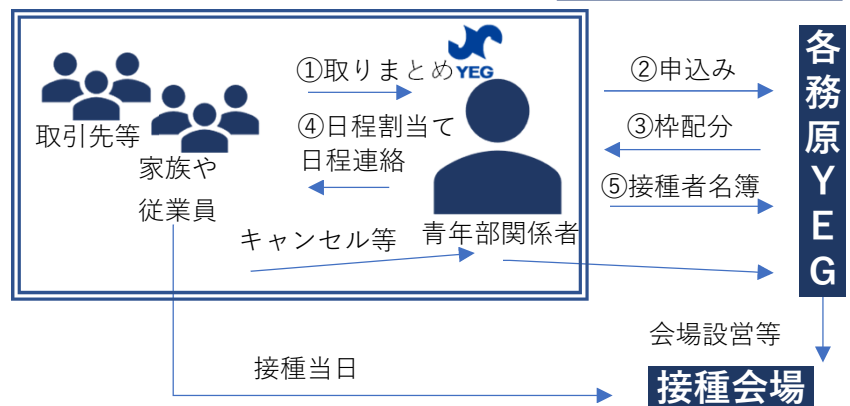 ①取りまとめ
YEG
②申込み
取引先等
④日程割当て
日程連絡
③枠配分
家族や
従業員
⑤接種者名簿
キャンセル等
青年部関係者
各務原YEG
会場設営等
接種当日
接種会場